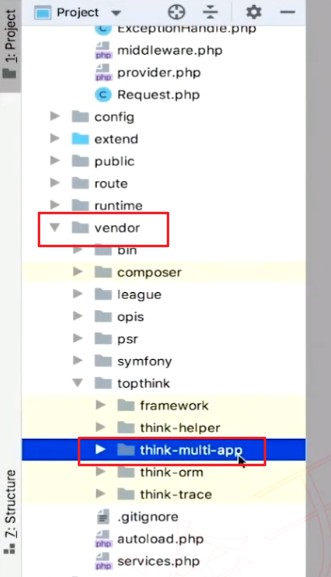 1: Project
Project
ExceptionHandle.php
middleware.php
provider.php
Request.php
config
extend
public
route
runtime
vendor
bin
composer
league
opis
psr
symfony
topthink
framework
think-helper
think-multi-app
think-orm
think-trace
.gitignore
autoload.php
services.php
Z: Structure